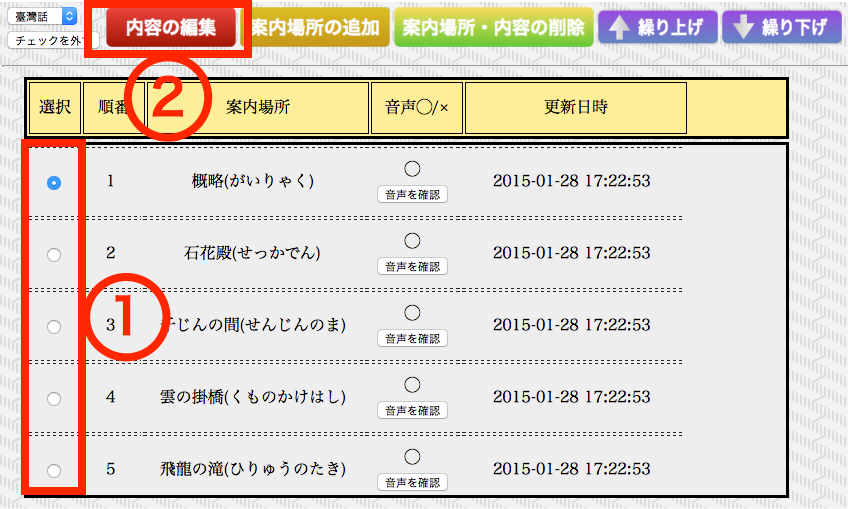 臺灣話 内容の編集 案内場所の追加 案内場所・内容の削除 繰り上げ 繰り下げ
チェックを外
②
選択 順番 案内場所 音声◯/× 更新日時
1 概略(がいりゃく) ◯ 2015-01-28 17:22:53
音声を確認
2 石花殿(せっかでん) ◯ 2015-01-28 17:22:53
音声を確認
①
3 じんの間(せんじんのま) ◯ 2015-01-28 17:22:53
音声を確認
4 雲の掛橋(くものかけはし) ◯ 2015-01-28 17:22:53
音声を確認
5 飛龍の滝(ひりゅうのたき) ◯ 2015-01-28 17:22:53
音声を確認